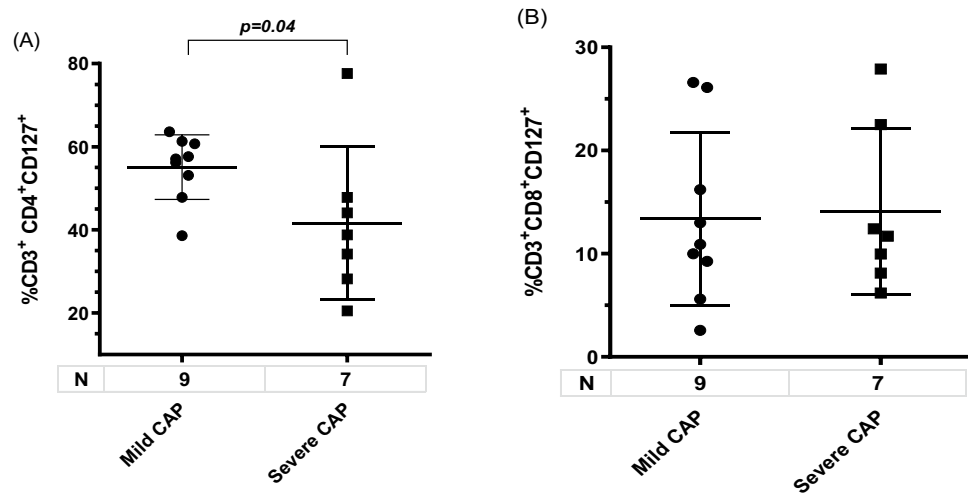 (A)
p=0.04
%CD3⁺ CD4⁺CD127⁺
80
60
40
20
N 9 7
Mild CAP
Severe CAP
(B)
%CD3⁺CD8⁺CD127⁺
30
20
10
0
N 9 7
Mild CAP
Severe CAP